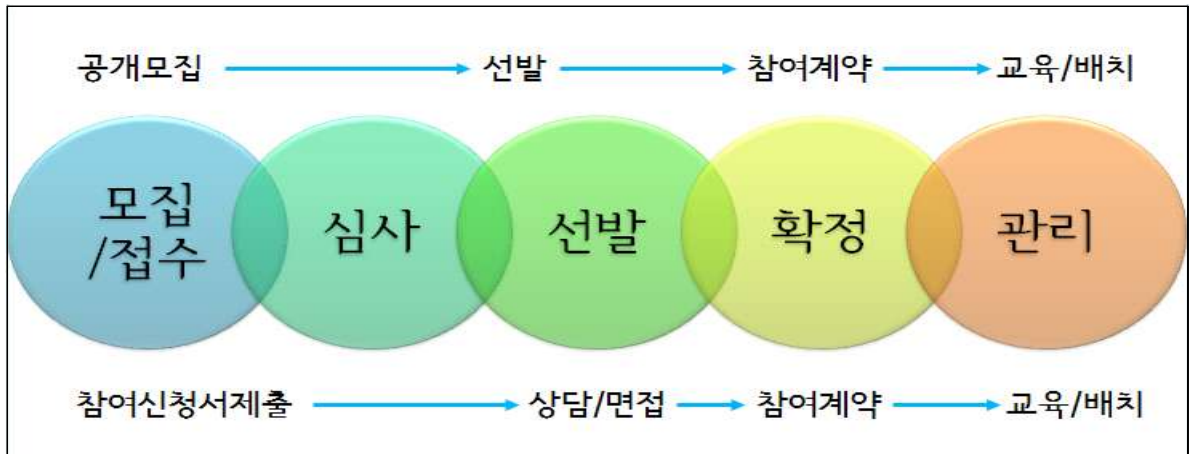 공개모집 선발 참여계약 교육/배치
모집
/접수
심사
선발
확정
관리
참여신청서제출 상담/면접 참여계약 교육/배치